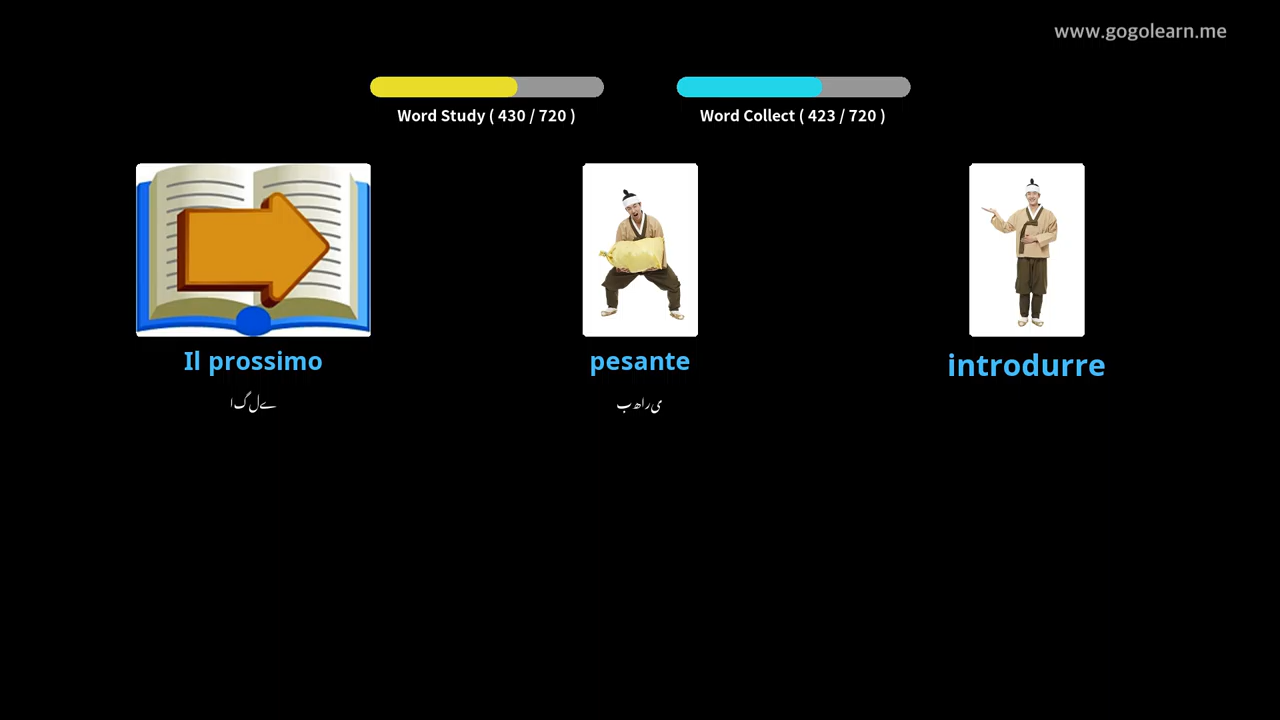 www.gogolearn.me
Word Study ( 430 / 720 )
Word Collect ( 423 / 720 )
Il prossimo
pesante
introdurre
اگلے
بھاری